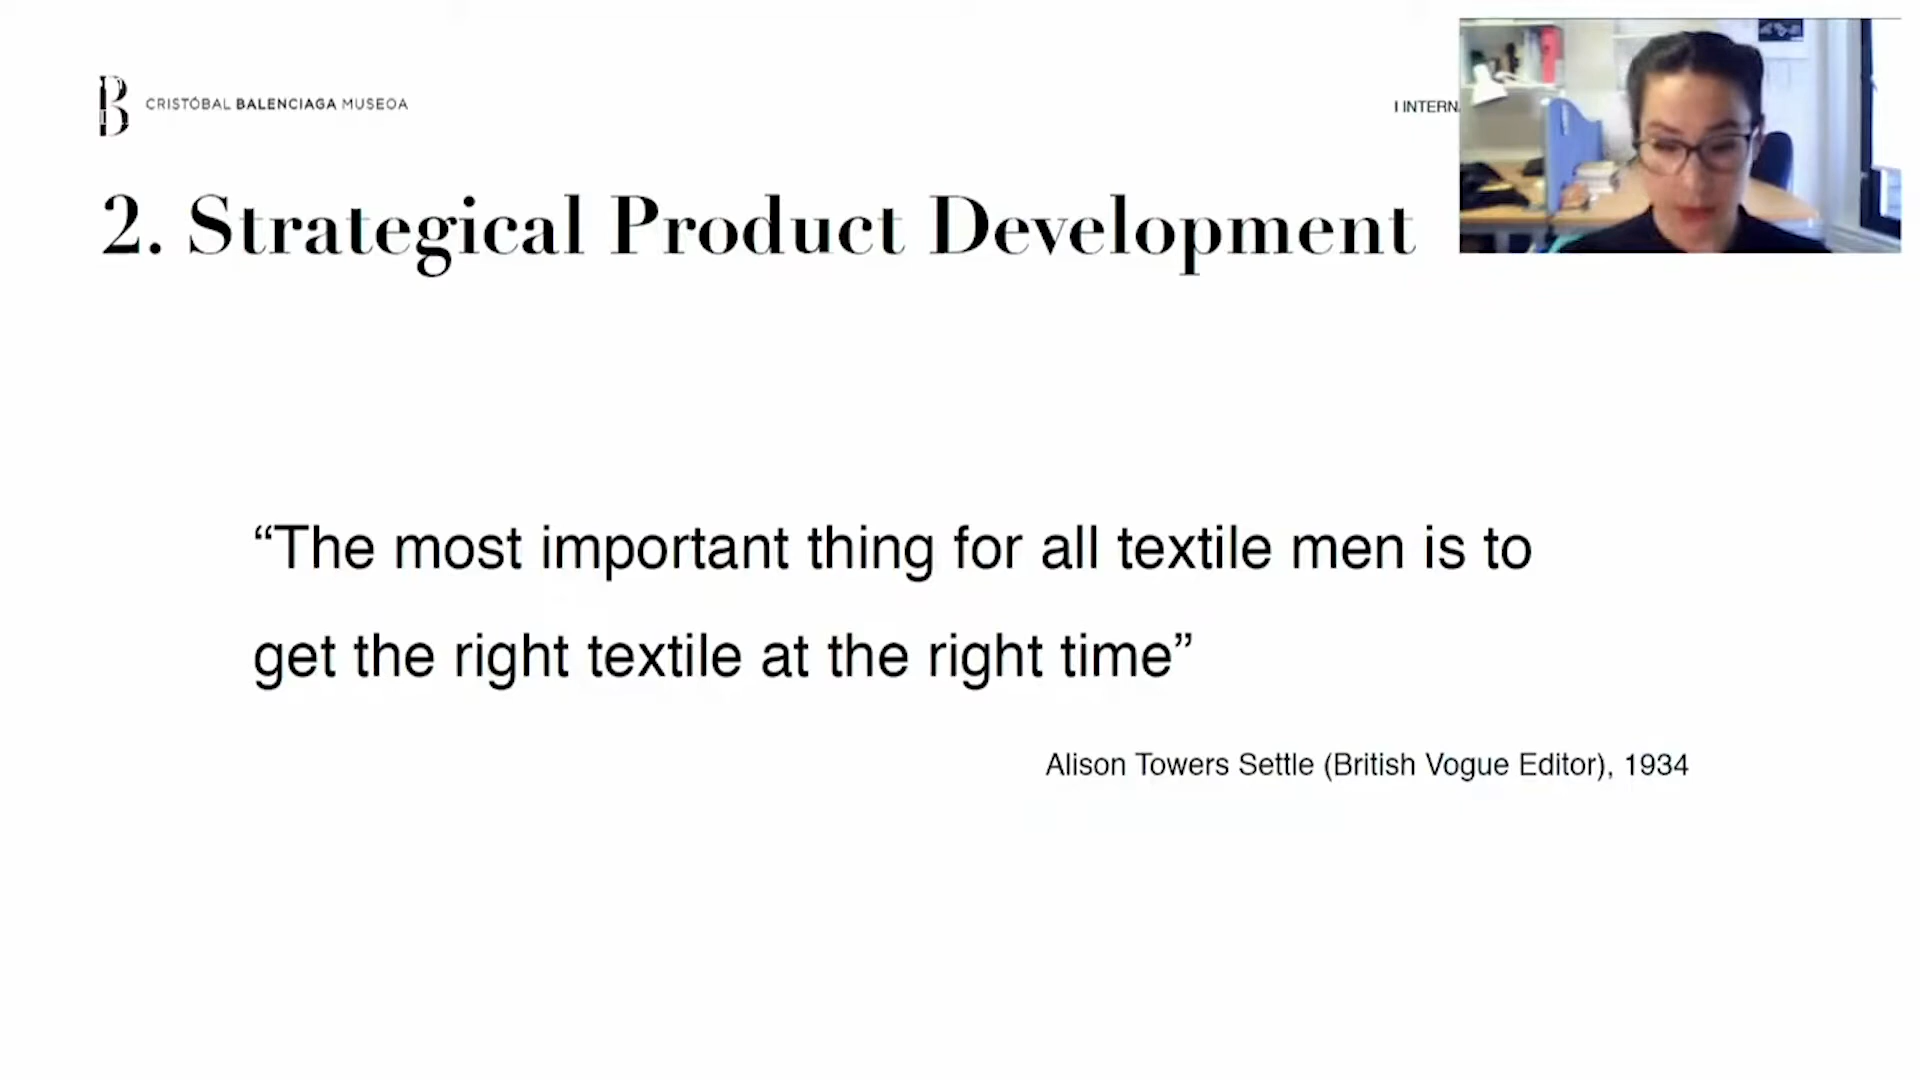 CRISTÓBAL BALENCIAGA MUSEOA
I INTERN
2. Strategical Product Development
“The most important thing for all textile men is to
get the right textile at the right time”
Alison Towers Settle (British Vogue Editor), 1934